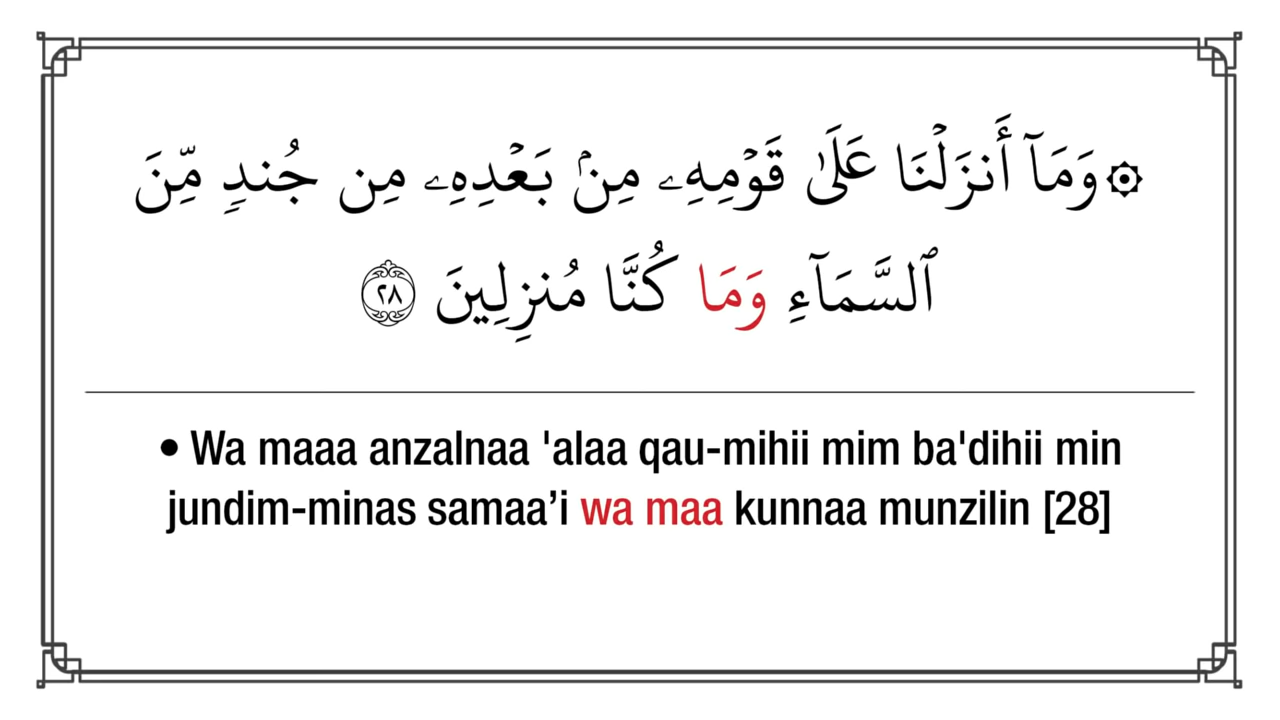 ۞ وَمَآ أَنزَلْنَا عَلَىٰ قَوْمِهِۦ مِنۢ بَعْدِهِۦ مِن جُندٍ مِّنَ
ٱلسَّمَآءِ وَمَا كُنَّا مُنزِلِينَ ٢٨
• Wa maaa anzalnaa 'alaa qau-mihii mim ba'dihii min
jundim-minas samaa’i wa maa kunnaa munzilin [28]